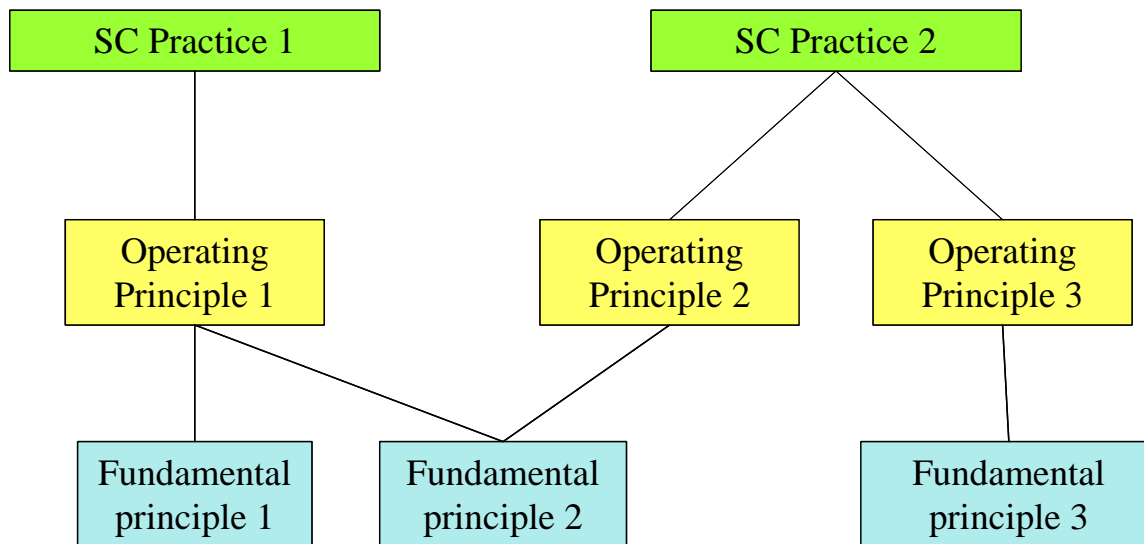 SC Practice 1
SC Practice 2
Operating
Principle 1
Operating
Principle 2
Operating
Principle 3
Fundamental
principle 1
Fundamental
principle 2
Fundamental
principle 3